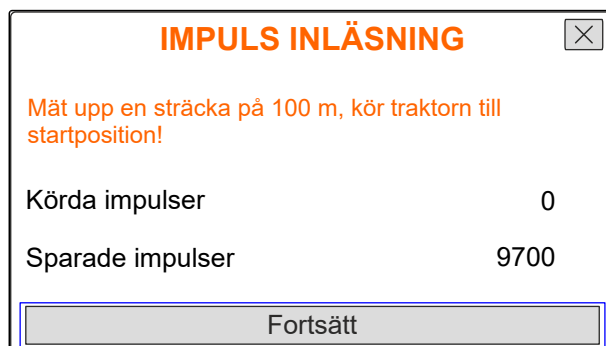 IMPULS INLÄSNING
Mät upp en sträcka på 100 m, kör traktorn till
startposition!
Körda impulser 0
Sparade impulser 9700
Fortsätt